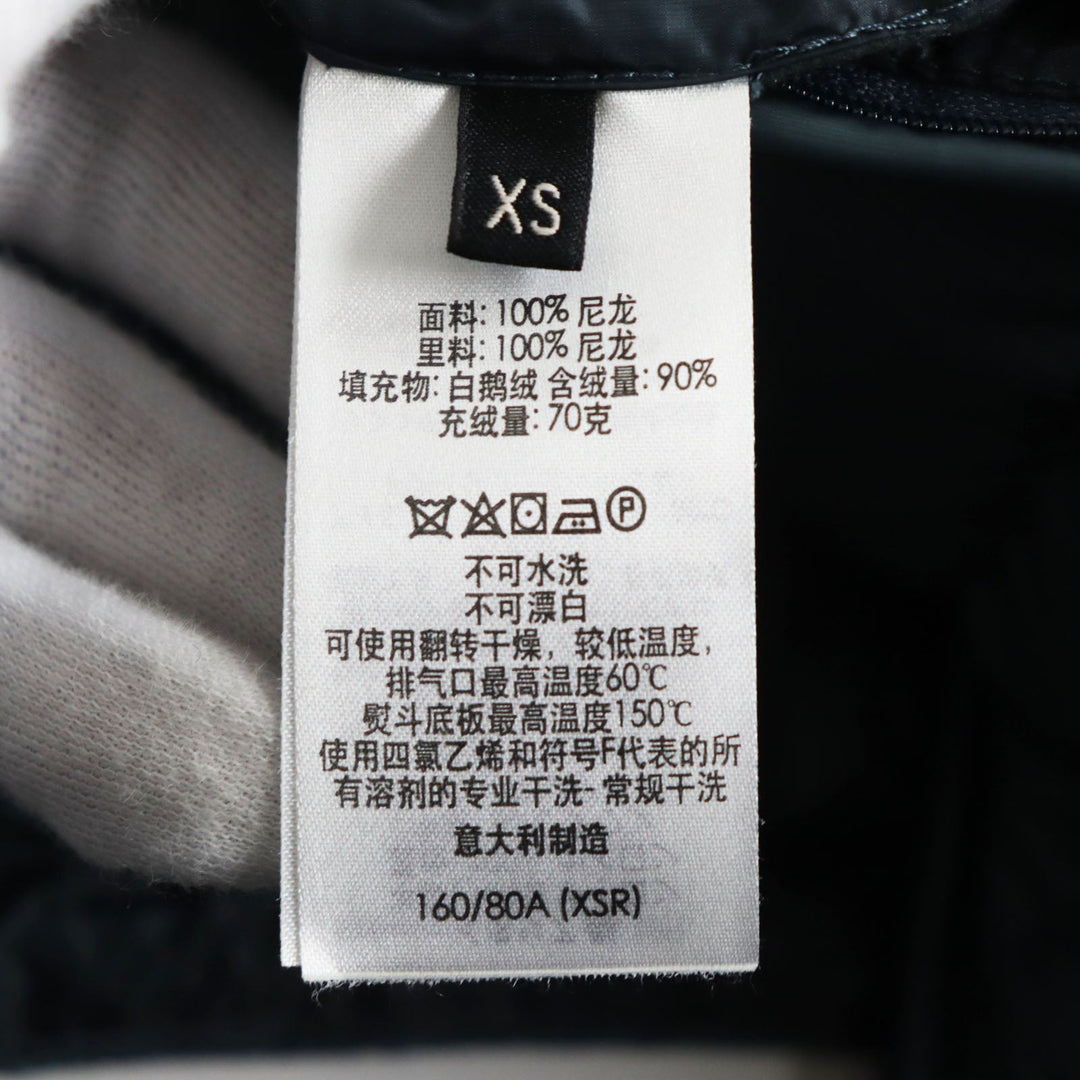 XS
面料: 100% 尼龙
里料: 100% 尼龙
填充物: 白鹅绒 含绒量: 90%
充绒量: 70克
P
不可水洗
不可漂白
可使用翻转干燥，较低温度，
排气口最高温度60℃
熨斗底板最高温度150℃
使用四氯乙烯和符号F代表的所
有溶剂的专业干洗- 常规干洗
意大利制造
160/80A (XSR)